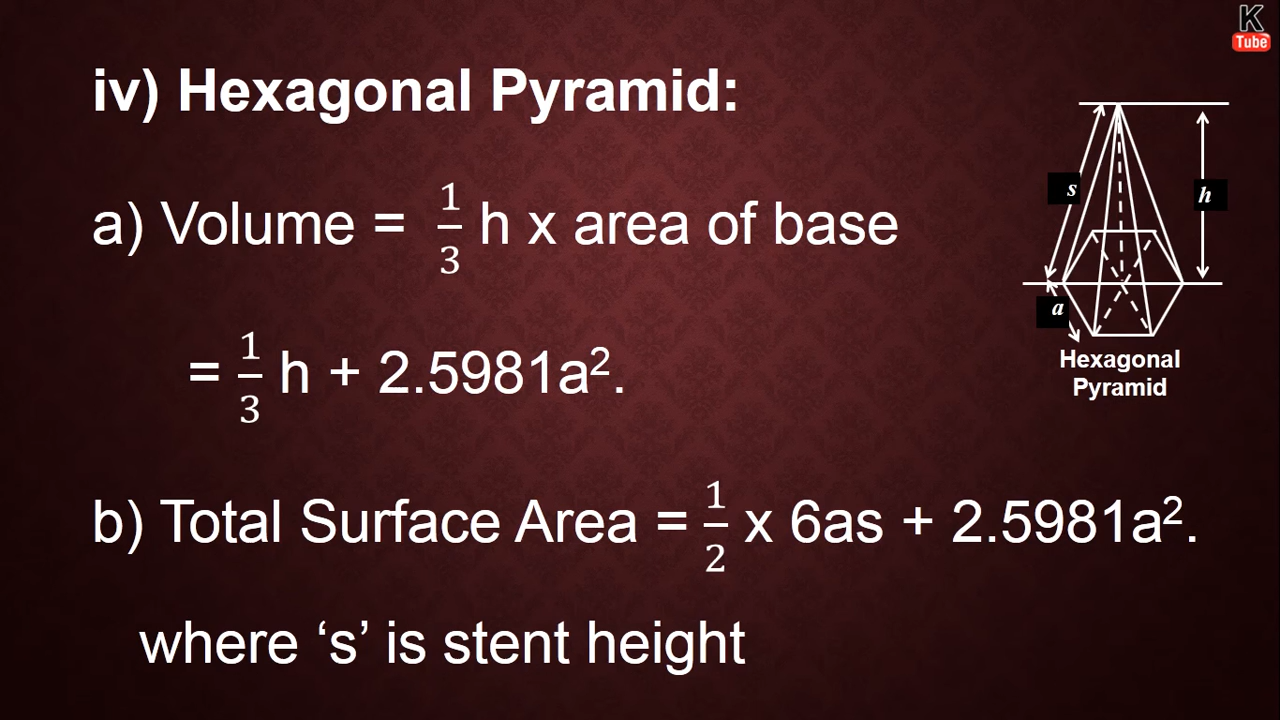 K
Tube
iv) Hexagonal Pyramid:
a) Volume = 1/3 h x area of base
= 1/3 h + 2.5981a².
b) Total Surface Area = 1/2 x 6as + 2.5981a².
where ‘s’ is stent height
s
h
a
Hexagonal
Pyramid